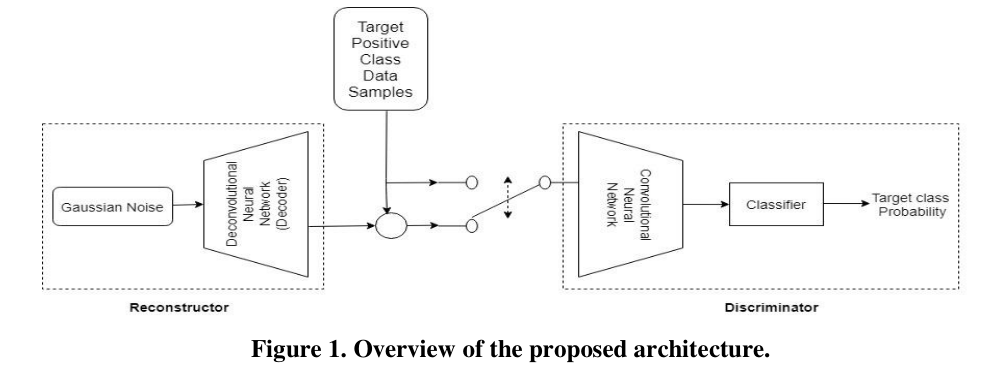 Target
Positive
Class
Data
Samples
Gaussian Noise
Deconvolutional
Neural
Network
(Decoder)
Convolutional
Neural
Network
Classifier
Target class
Probability
Reconstructor
Discriminator
Figure 1. Overview of the proposed architecture.